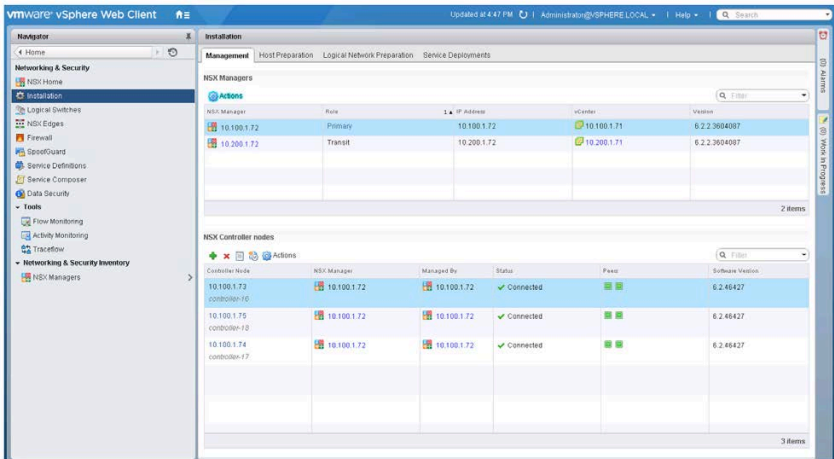 vmware® vSphere Web Client
Updated at 4:47 PM | Administrator@VSPHERE.LOCAL | Help | Search
Navigator
Home
Networking & Security
NSX Home
Installation
Logical Switches
NSX Edges
Firewall
SpoofGuard
Service Definitions
Service Composer
Data Security
Tools
Flow Monitoring
Activity Monitoring
Traceflow
Networking & Security Inventory
NSX Managers
Installation
Management Host Preparation Logical Network Preparation Service Deployments
NSX Managers
Actions Filter
NSX Manager Role 1 IP Address vCenter Version
10.100.1.72 Primary 10.100.1.72 10.100.1.71 6.2.2.3604087
10.200.1.72 Transit 10.200.1.72 10.200.1.71 6.2.2.3604087
2 items
NSX Controller nodes
Actions Filter
Controller Node NSX Manager Managed By Status Peers Software Version
10.100.1.73 10.100.1.72 10.100.1.72 Connected 6.2.46427
controller-16
10.100.1.75 10.100.1.72 10.100.1.72 Connected 6.2.46427
controller-18
10.100.1.74 10.100.1.72 10.100.1.72 Connected 6.2.46427
controller-17
3 items
(0) Alarms
(0) Work In Progress